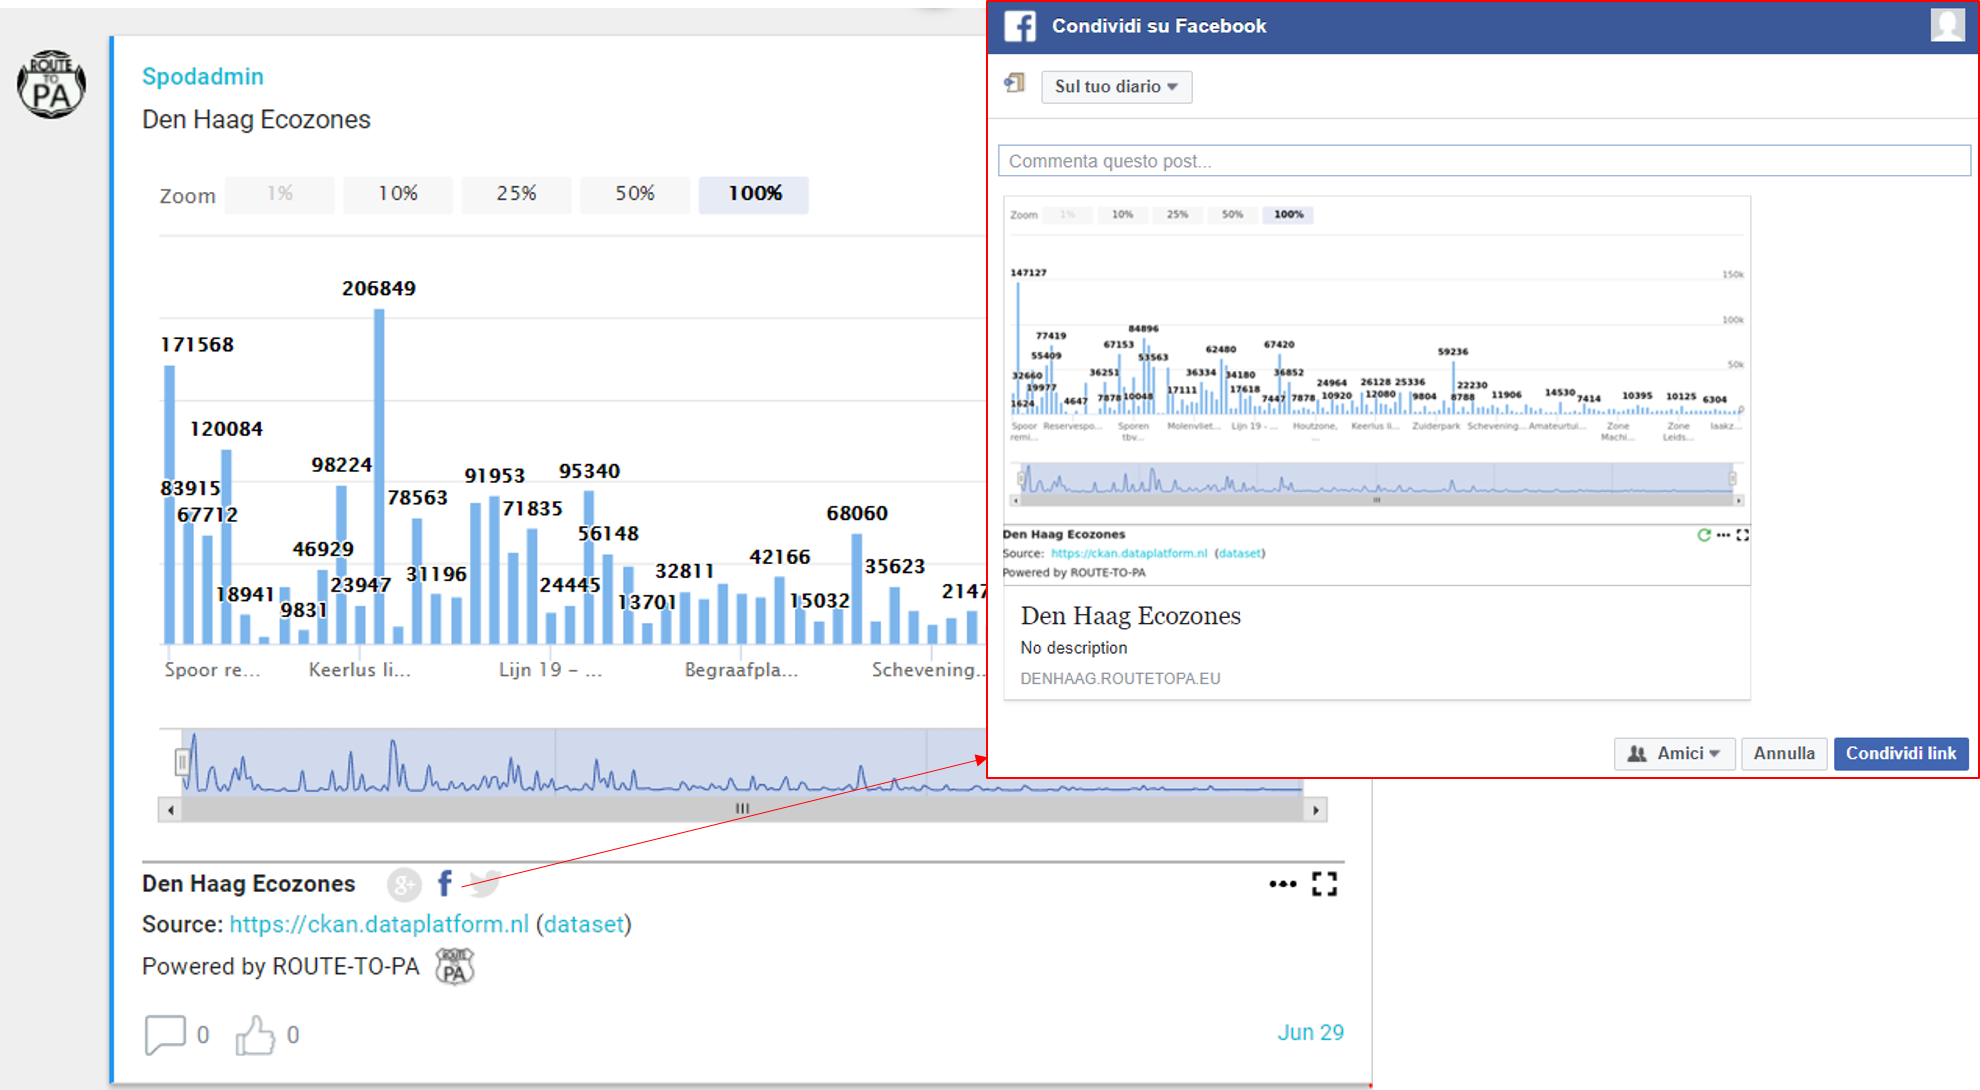 ROUTE
TO
PA
Spodadmin
Den Haag Ecozones
Zoom 1% 10% 25% 50% 100%
206849
171568
120084
98224
91953
95340
83915
78563
71835
67712
68060
56148
46929
42166
31196
32811
35623
23947
24445
18941
9831
13701
15032
2147
Spoor re... Keerlus li... Lijn 19 - ... Begraafpla... Schevening...
Den Haag Ecozones g+ f
Source: https://ckan.dataplatform.nl (dataset)
Powered by ROUTE-TO-PA ROUTE TO PA
0 0
Jun 29
f Condividi su Facebook
Sul tuo diario
Commenta questo post...
Zoom 1% 10% 25% 50% 100%
147127
150k
100k
50k
0
84896
77419
67153
53563
55409
62480
67420
59236
32660
36251
36334
34180
36852
19977
17111
17618
24964
26128
25336
22230
1624
4647
7878
10048
7447
7878
10920
12080
9804
8788
11906
14530
7414
10395
10125
6304
Spoor remi... Reservespo... Sporen tbv... Molenvliet... Lijn 19 - ... Houtzone, ... Keerlus li... Zuiderpark Schevening... Amateurtui... Zone Machi... Zone Leids... laakz...
Den Haag Ecozones
Source: https://ckan.dataplatform.nl (dataset)
Powered by ROUTE-TO-PA
Den Haag Ecozones
No description
DENHAAG.ROUTETOPA.EU
Amici Annulla Condividi link